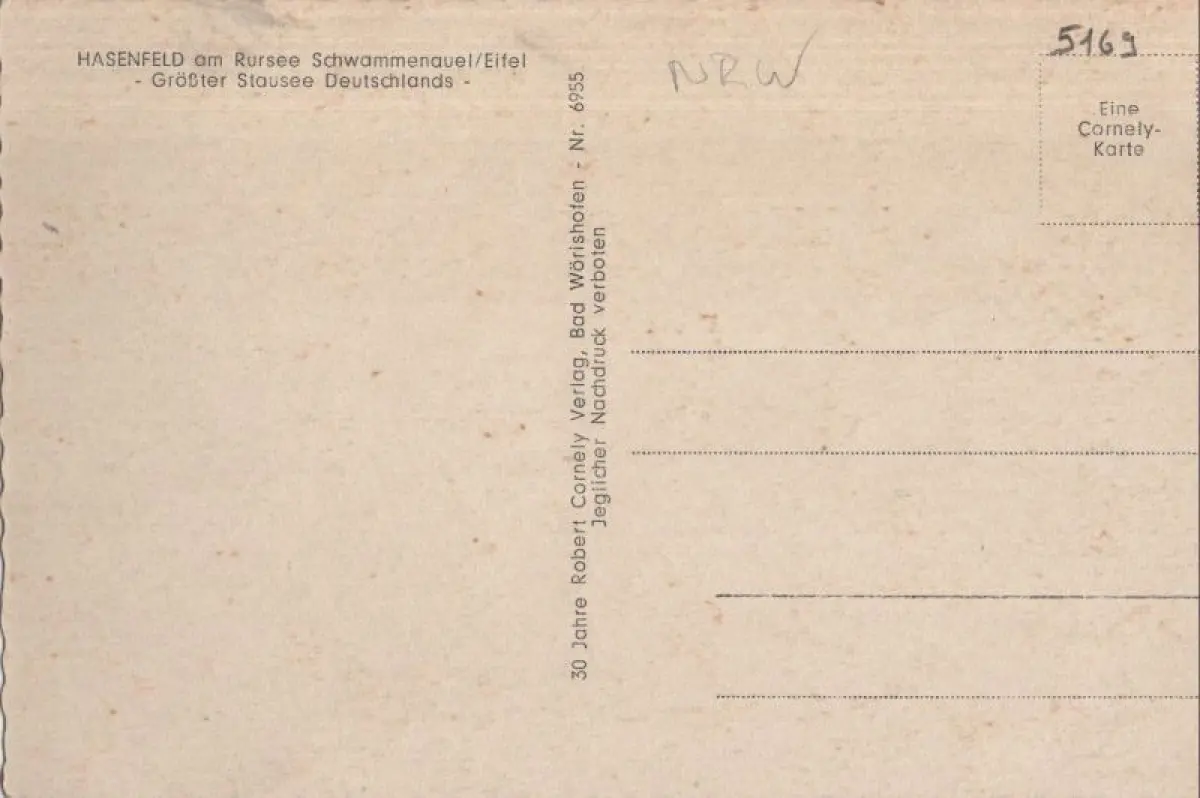 HASENFELD am Rursee Schwammenauel/Eifel
- Größter Stausee Deutschlands -
30 Jahre Robert Cornely Verlag, Bad Wörishofen - Nr. 6955
Jeglicher Nachdruck verboten
NRW
5169
Eine
Cornely-
Karte